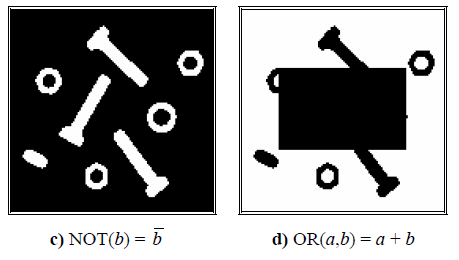 c) NOT(b) = b̅
d) OR(a,b) = a + b